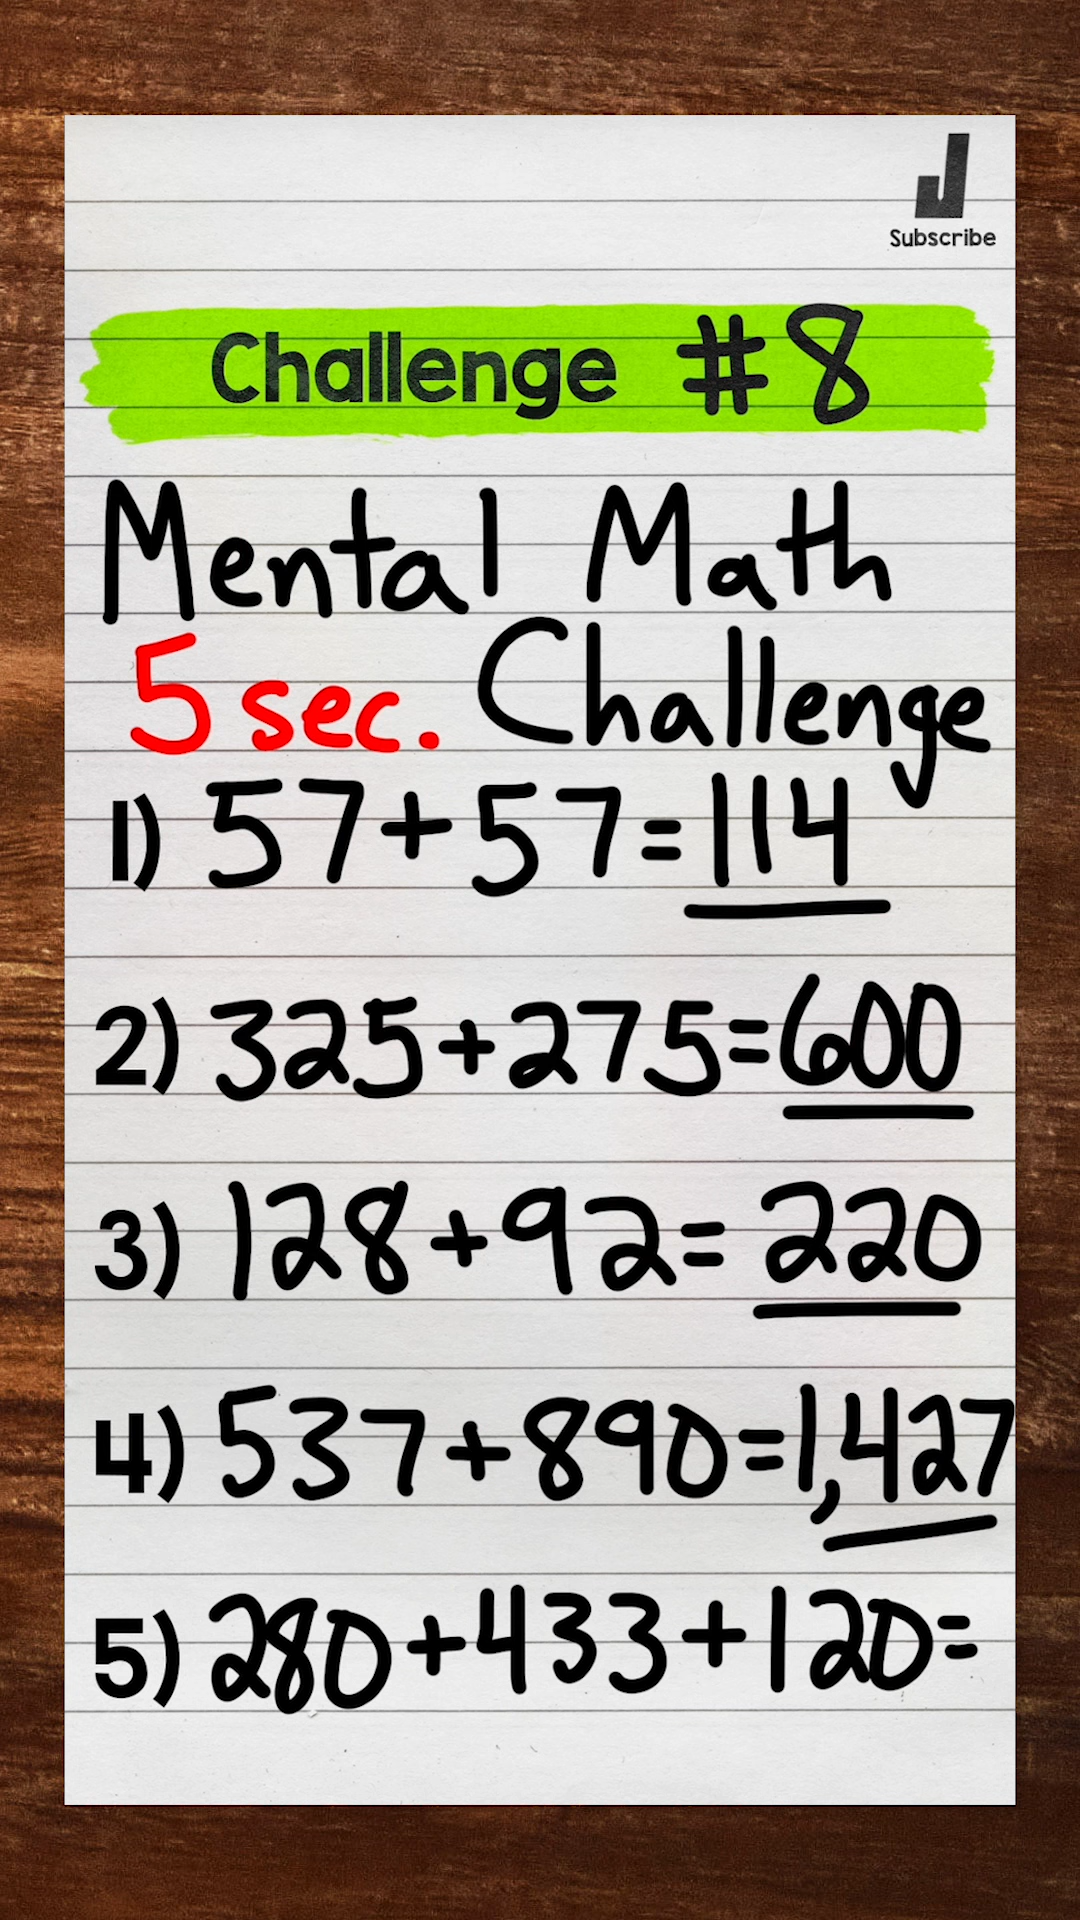 J
Subscribe
Challenge #8
Mental Math
5 sec. Challenge
1) 57+57=114
2) 325+275=600
3) 128+92= 220
4) 537+890=1,427
5) 280+433+120=